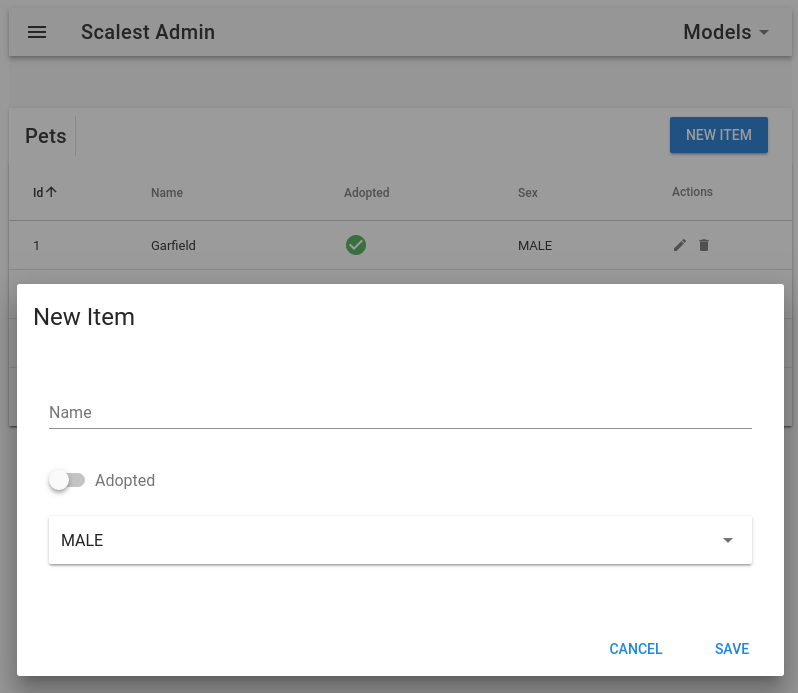 Scalest Admin Models
Pets NEW ITEM
Id Name Adopted Sex Actions
1 Garfield MALE
New Item
Name
Adopted
MALE
CANCEL SAVE